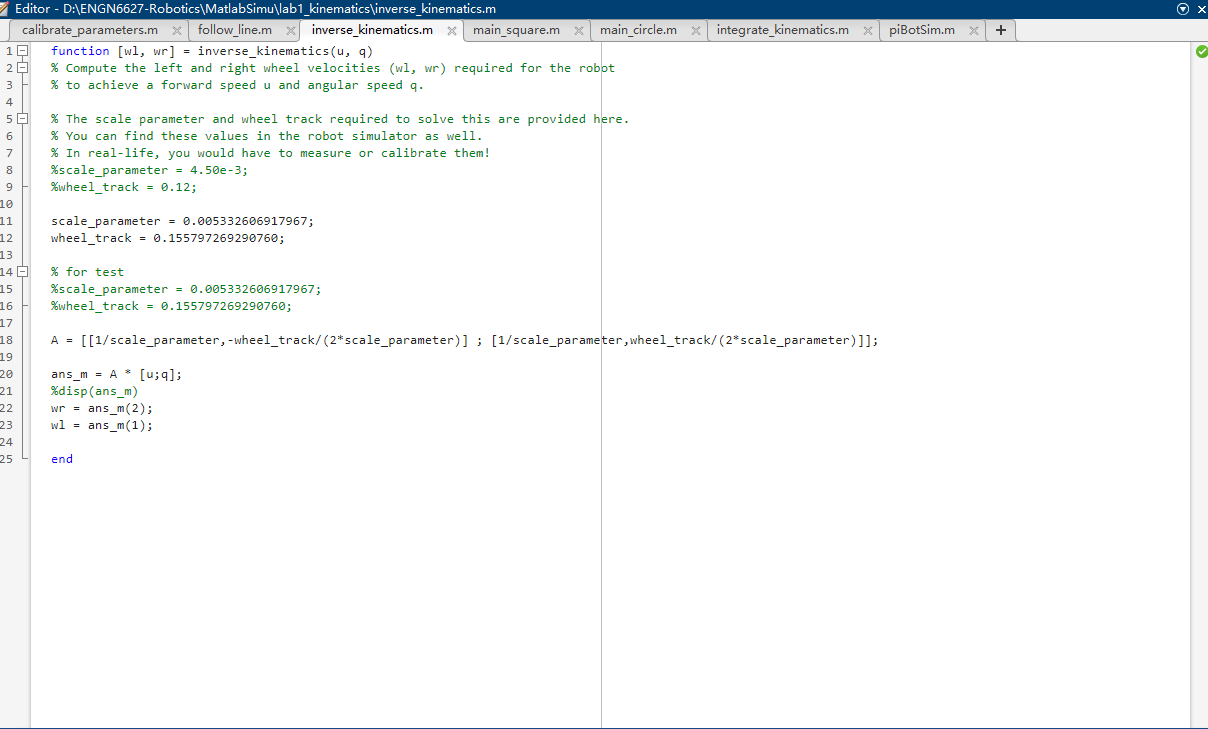 Editor - D:\ENGN6627-Robotics\MatlabSimu\lab1_kinematics\inverse_kinematics.m
calibrate_parameters.m follow_line.m inverse_kinematics.m main_square.m main_circle.m integrate_kinematics.m piBotSim.m
1 function [wl, wr] = inverse_kinematics(u, q)
2 % Compute the left and right wheel velocities (wl, wr) required for the robot
3 % to achieve a forward speed u and angular speed q.
4
5 % The scale parameter and wheel track required to solve this are provided here.
6 % You can find these values in the robot simulator as well.
7 % In real-life, you would have to measure or calibrate them!
8 %scale_parameter = 4.50e-3;
9 %wheel_track = 0.12;
10
11 scale_parameter = 0.005332606917967;
12 wheel_track = 0.155797269290760;
13
14 % for test
15 %scale_parameter = 0.005332606917967;
16 %wheel_track = 0.155797269290760;
17
18 A = [[1/scale_parameter,-wheel_track/(2*scale_parameter)] ; [1/scale_parameter,wheel_track/(2*scale_parameter)]];
19
20 ans_m = A * [u;q];
21 %disp(ans_m)
22 wr = ans_m(2);
23 wl = ans_m(1);
24
25 end